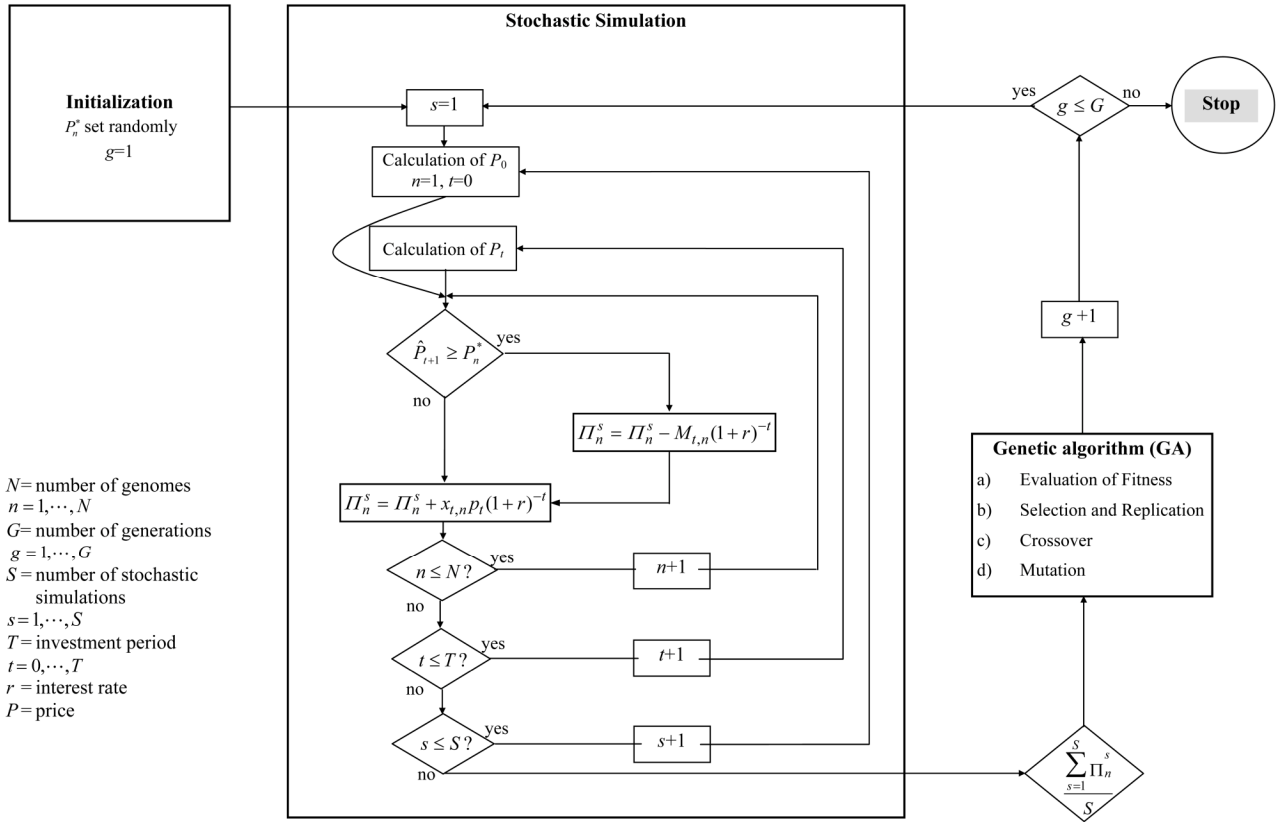 Stochastic Simulation
Initialization
P*n set randomly
g=1
s=1
yes
g ≤ G
no
Stop
Calculation of P0
n=1, t=0
Calculation of Pt
P̂t+1 ≥ P*n
yes
no
Πsn = Πsn − Mt,n(1+r)−t
Πsn = Πsn + xt,n pt(1+r)−t
n ≤ N?
yes
n+1
no
t ≤ T?
yes
t+1
no
s ≤ S?
yes
s+1
no
g+1
Genetic algorithm (GA)
a) Evaluation of Fitness
b) Selection and Replication
c) Crossover
d) Mutation
S
∑ Πsn
s=1
S
N= number of genomes
n = 1,⋯, N
G= number of generations
g = 1,⋯, G
S = number of stochastic
simulations
s = 1,⋯, S
T = investment period
t = 0,⋯, T
r = interest rate
P = price